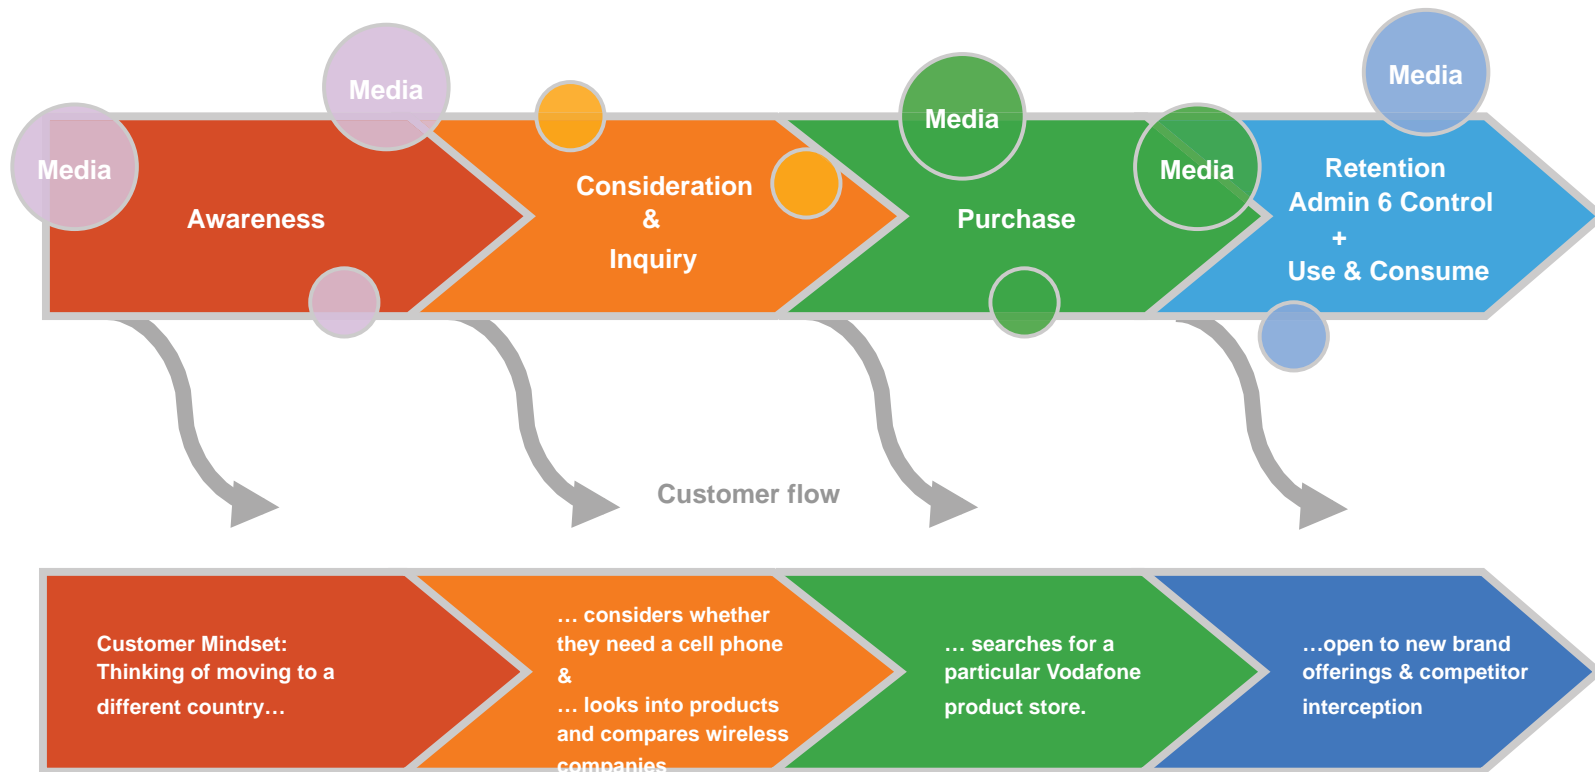 Media
Media
Media
Media
Media
Awareness
Consideration
&
Inquiry
Purchase
Retention
Admin 6 Control
+
Use & Consume
Customer flow
Customer Mindset:
Thinking of moving to a
different country…
… considers whether
they need a cell phone
&
… looks into products
and compares wireless
companies
… searches for a
particular Vodafone
product store.
…open to new brand
offerings & competitor
interception